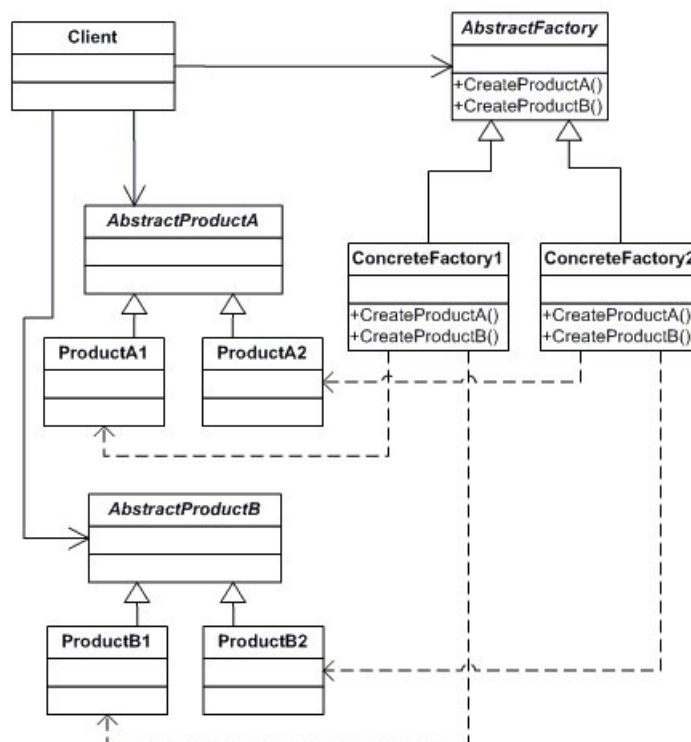 Client
AbstractFactory
+CreateProductA()
+CreateProductB()
AbstractProductA
ConcreteFactory1
+CreateProductA()
+CreateProductB()
ConcreteFactory2
+CreateProductA()
+CreateProductB()
ProductA1
ProductA2
AbstractProductB
ProductB1
ProductB2